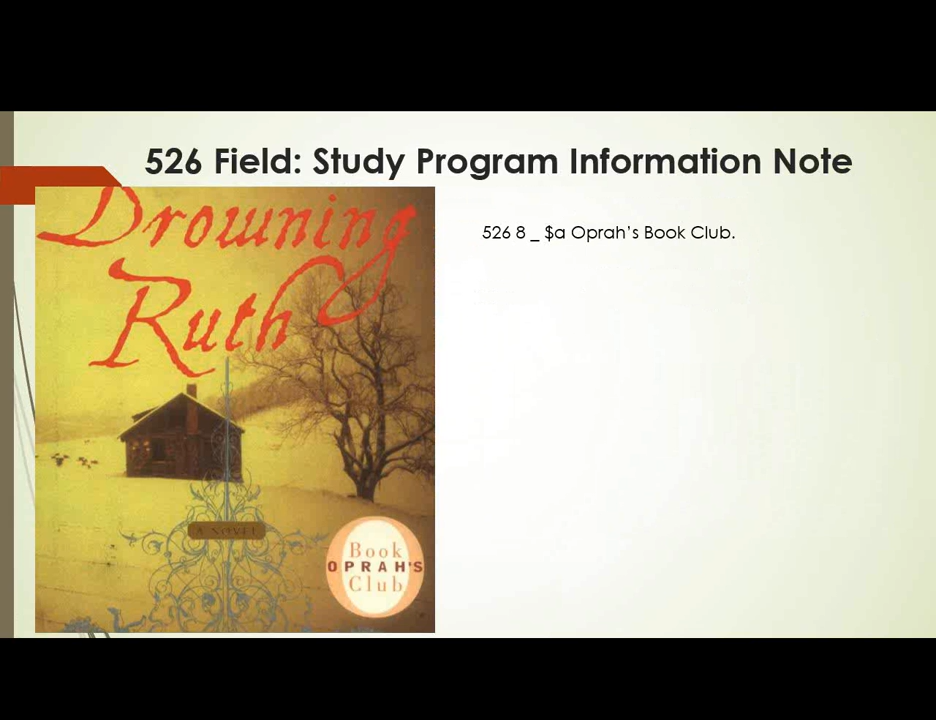 526 Field: Study Program Information Note
Drowning
Ruth
526 8 _ $a Oprah’s Book Club.
A NOVEL
Book
OPRAH'S
Club